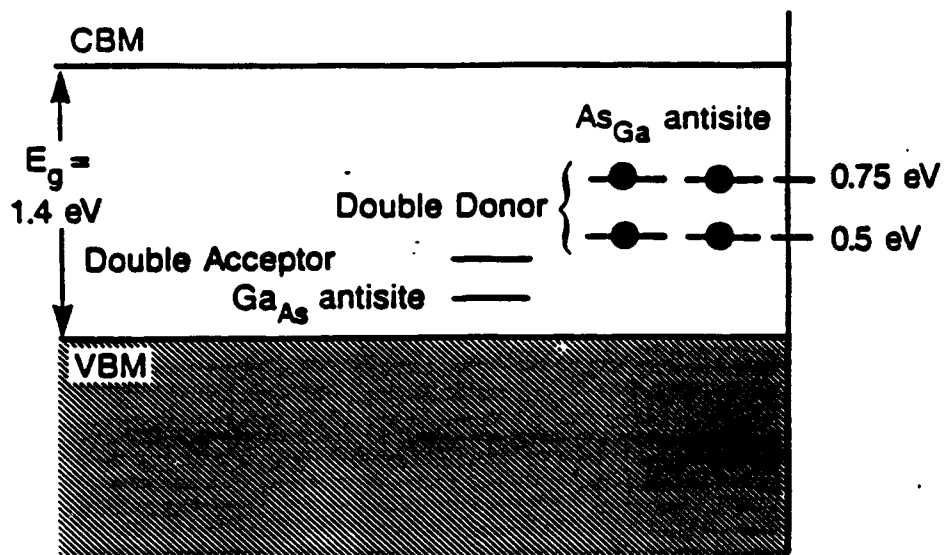 CBM
As_Ga antisite
E_g =
1.4 eV
0.75 eV
Double Donor
0.5 eV
Double Acceptor
Ga_As antisite
VBM